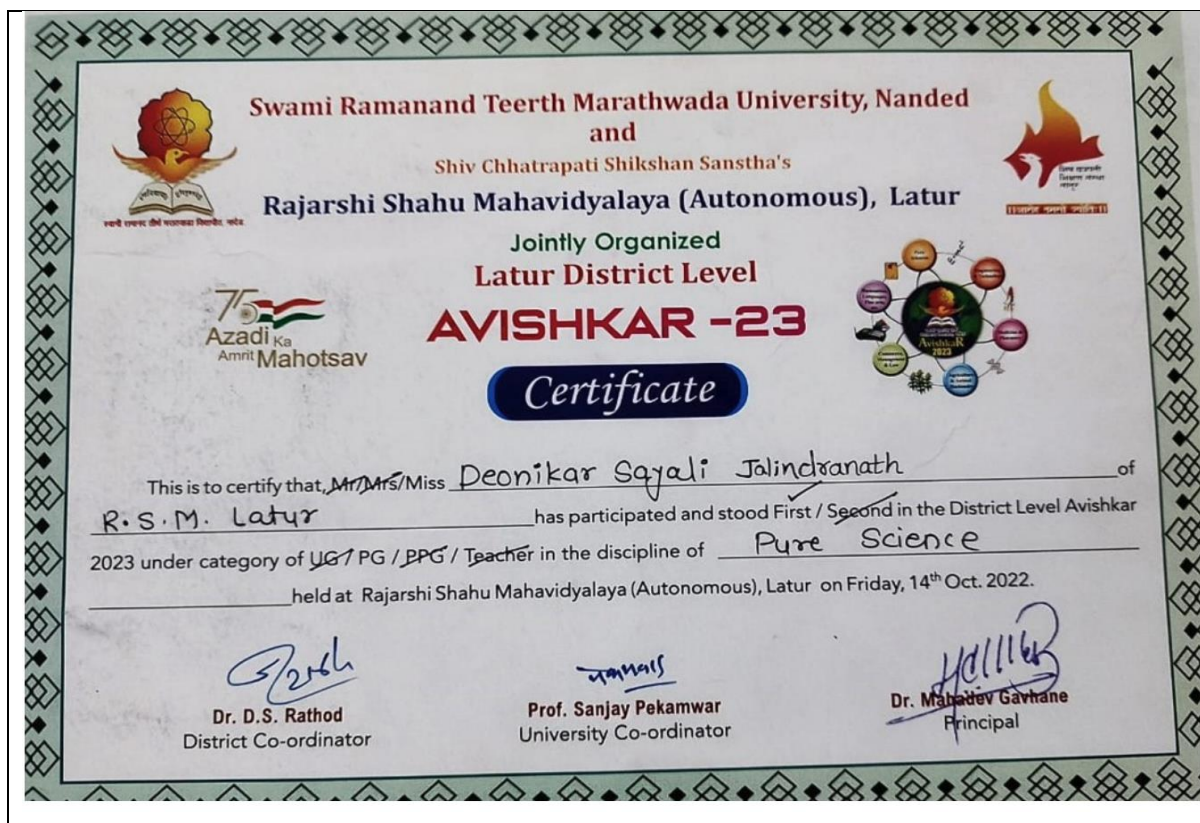 Swami Ramanand Teerth Marathwada University, Nanded
and
Shiv Chhatrapati Shikshan Sanstha's
Rajarshi Shahu Mahavidyalaya (Autonomous), Latur
स्वामी रामानंद तीर्थ मराठवाडा विद्यापीठ, नांदेड
Jointly Organized
Latur District Level
AVISHKAR -23
75
Azadi Ka
Amrit Mahotsav
Avishkar
2023
Certificate
This is to certify that, Mr/Mrs/Miss Deonikar Sayali Jalindranath of
R.S.M. Latur has participated and stood First / Second in the District Level Avishkar
2023 under category of UG / PG / PPG / Teacher in the discipline of Pure Science
held at Rajarshi Shahu Mahavidyalaya (Autonomous), Latur on Friday, 14th Oct. 2022.
Dr. D.S. Rathod
District Co-ordinator
Prof. Sanjay Pekamwar
University Co-ordinator
Dr. Mahadev Gavhane
Principal